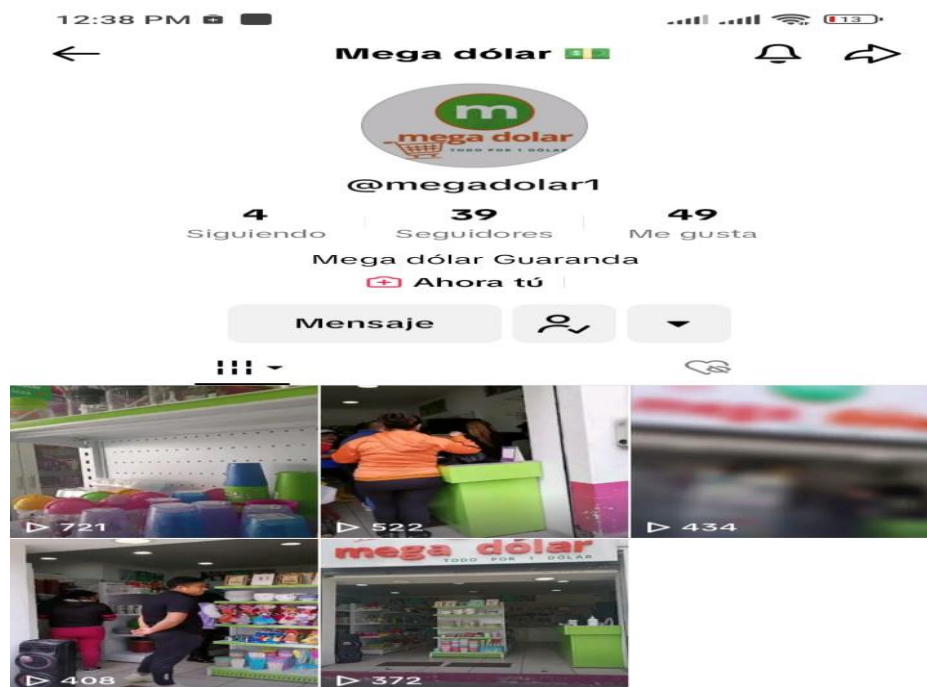 12:38 PM
13
Mega dólar
m
mega dolar
TODO POR 1 DÓLAR
@megadolar1
4 39 49
Siguiendo Seguidores Me gusta
Mega dólar Guaranda
Ahora tú
Mensaje
721 522 434
mega dólar
TODO POR 1 DÓLAR
408 372